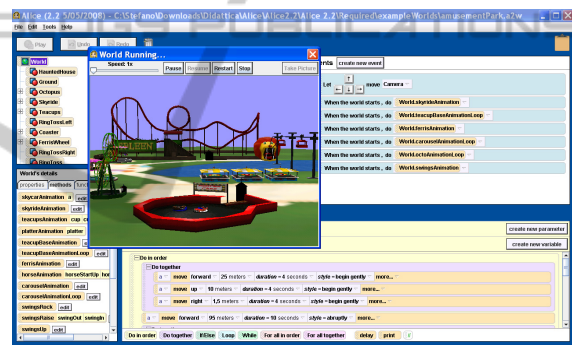 Alice (2.2 5/05/2008) - C:\Stefano\Downloads\Didattica\Alice\Alice2.2\Alice 2.2\Required\exampleWorlds\amusementPark.a2w
File Edit Tools Help
Play Undo Redo
World
HauntedHouse
Ground
Octopus
Skyride
Teacups
RingTossLeft
Coaster
FerrisWheel
RingTossRight
RingToss
World Running...
Speed: 1x
Pause Resume Restart Stop Take Picture
create new event
Let move Camera
When the world starts, do World.skyrideAnimation
When the world starts, do World.teacupBaseAnimationLoop
When the world starts, do World.ferrisAnimation
When the world starts, do World.carouselAnimationLoop
When the world starts, do World.octoAnimationLoop
When the world starts, do World.swingsAnimation
World's details
properties methods
skycarAnimation a edit
skyrideAnimation edit
teacupsAnimation cup
platterAnimation platter
teacupBaseAnimation
teacupBaseAnimationLoop edit
ferrisAnimation edit
horseAnimation horseStartUp
carouselAnimation edit
carouselAnimationLoop edit
swingsRock edit
swingsRaise swingOut swingIn
swingsUp edit
create new parameter
create new variable
Do in order
Do together
a move forward 25 meters duration = 4 seconds style = begin gently more...
a move up 10 meters duration = 4 seconds style = begin gently more...
a move right 1,5 meters duration = 4 seconds style = begin gently more...
a move forward 95 meters duration = 10 seconds style = abruptly more...
Do in order Do together If/Else Loop While For all in order For all together delay print //